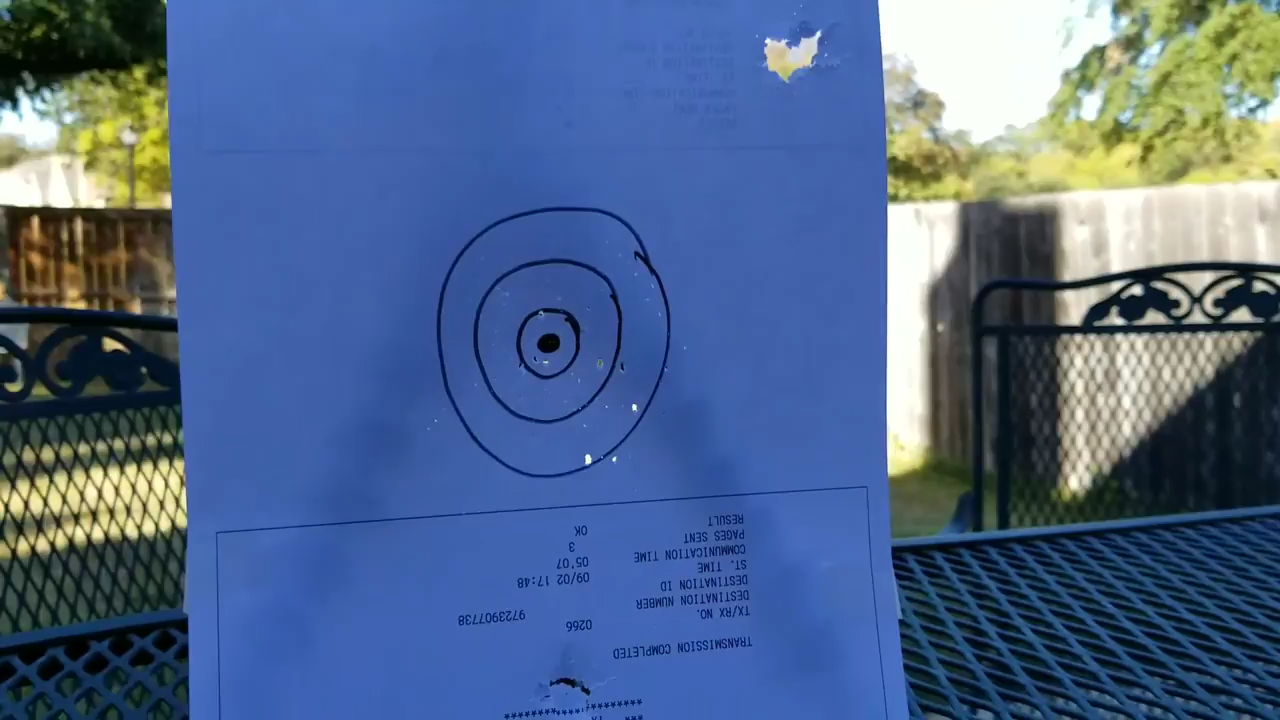 *********
*** TX
TRANSMISSION COMPLETED
TX/RX NO. 0266
DESTINATION NUMBER 9723907738
DESTINATION ID
ST. TIME 09/02 17:48
COMMUNICATION TIME 05'07
PAGES SENT 3
RESULT OK